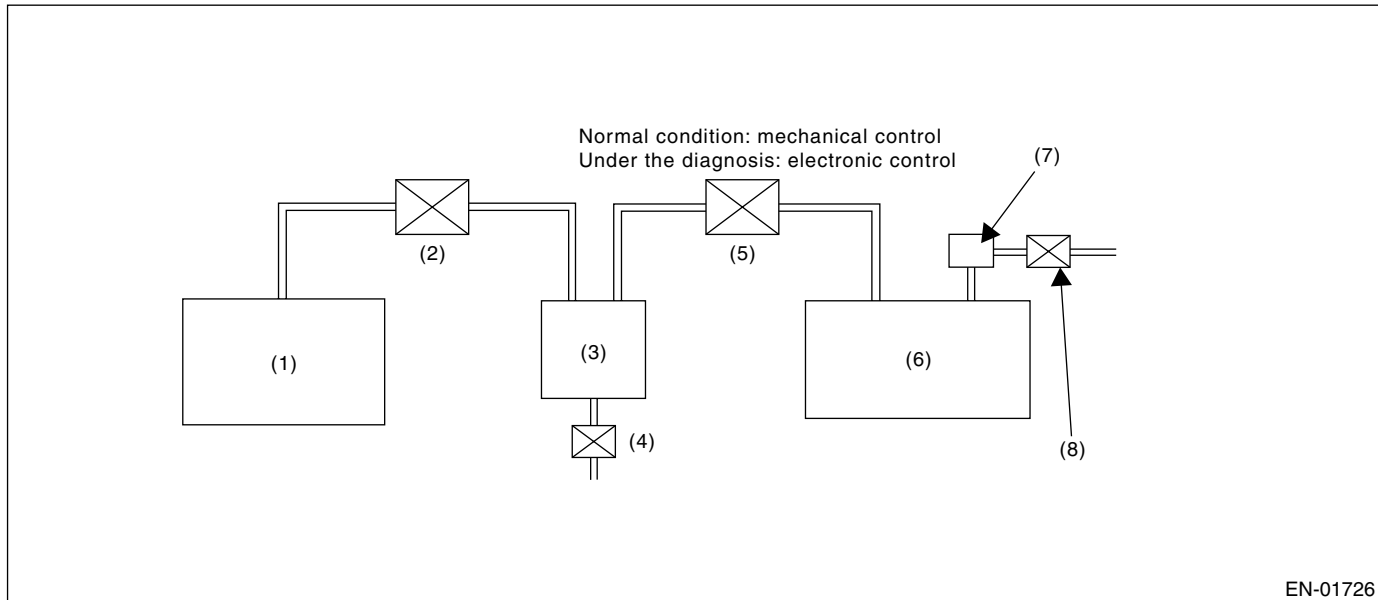 Normal condition: mechanical control
Under the diagnosis: electronic control
(7)
(2)
(5)
(1)
(3)
(6)
(4)
(8)
EN-01726